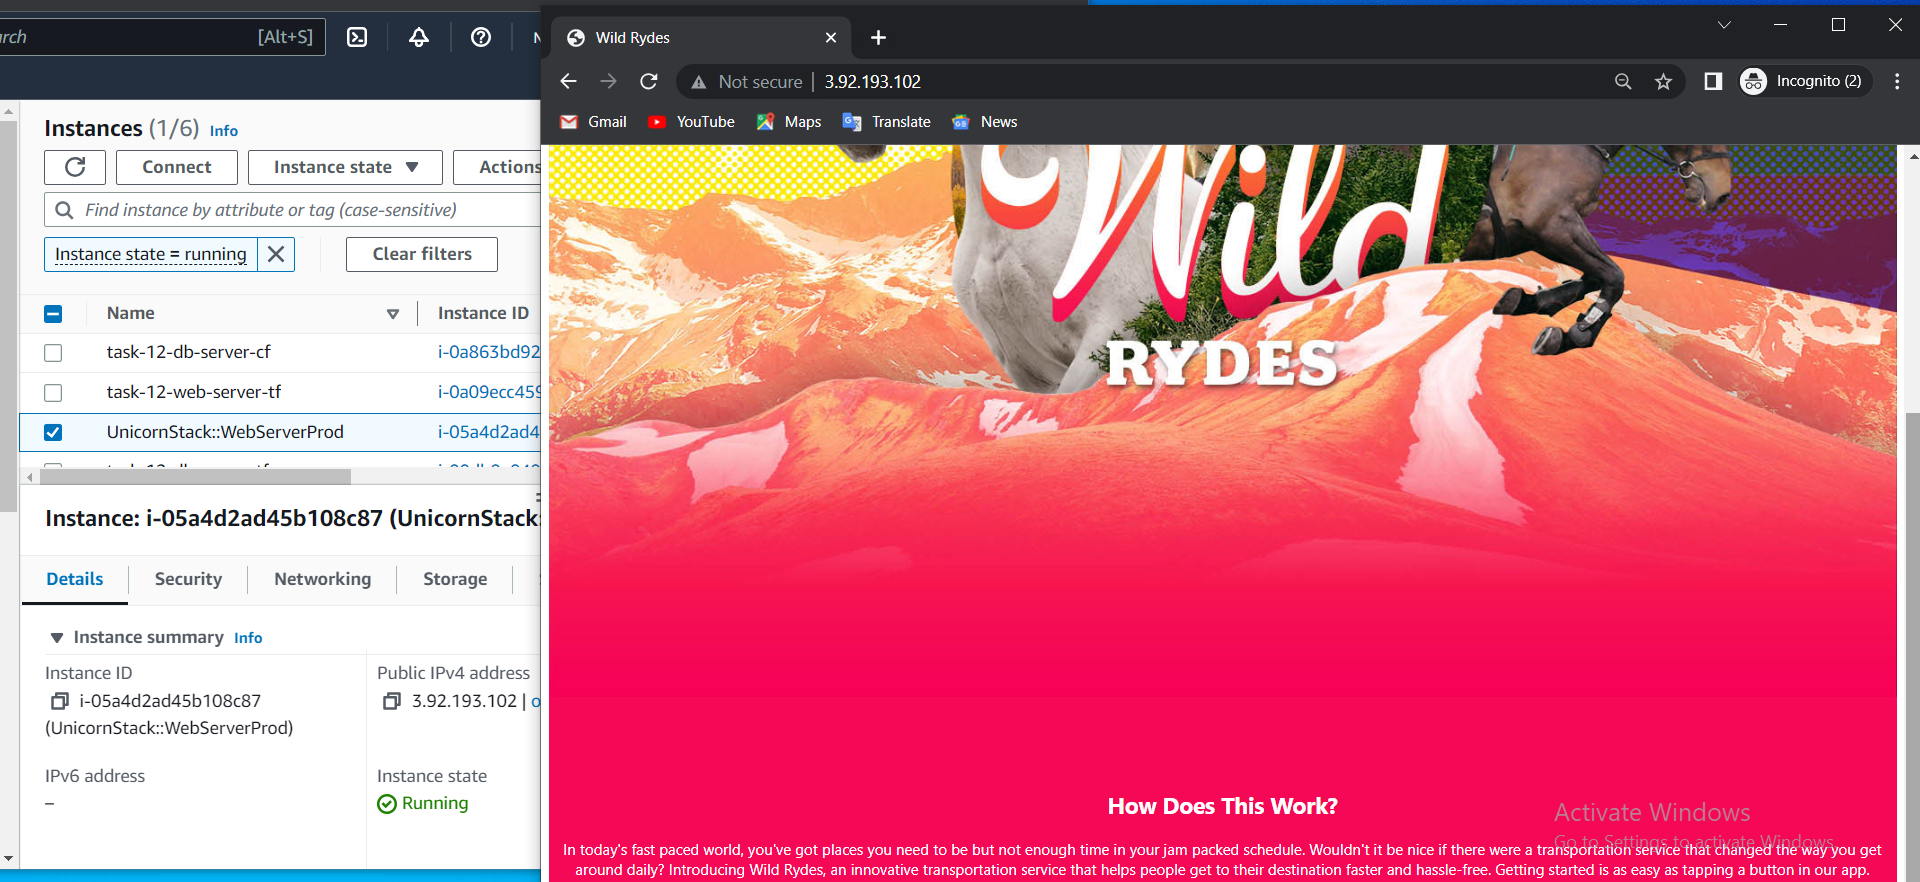 rch
[Alt+S]
N
Instances (1/6) Info
Connect
Instance state
Actions
Find instance by attribute or tag (case-sensitive)
Instance state = running
Clear filters
Name
Instance ID
task-12-db-server-cf
i-0a863bd92
task-12-web-server-tf
i-0a09ecc459
UnicornStack::WebServerProd
i-05a4d2ad4
Instance: i-05a4d2ad45b108c87 (UnicornStack:
Details
Security
Networking
Storage
Instance summary Info
Instance ID
i-05a4d2ad45b108c87
(UnicornStack::WebServerProd)
Public IPv4 address
3.92.193.102 | o
IPv6 address
–
Instance state
Running
Wild Rydes
Not secure | 3.92.193.102
Incognito (2)
Gmail
YouTube
Maps
Translate
News
Wild
RYDES
How Does This Work?
In today's fast paced world, you've got places you need to be but not enough time in your jam packed schedule. Wouldn't it be nice if there were a transportation service that changed the way you get
around daily? Introducing Wild Rydes, an innovative transportation service that helps people get to their destination faster and hassle-free. Getting started is as easy as tapping a button in our app.
Activate Windows
Go to Settings to activate Windows.